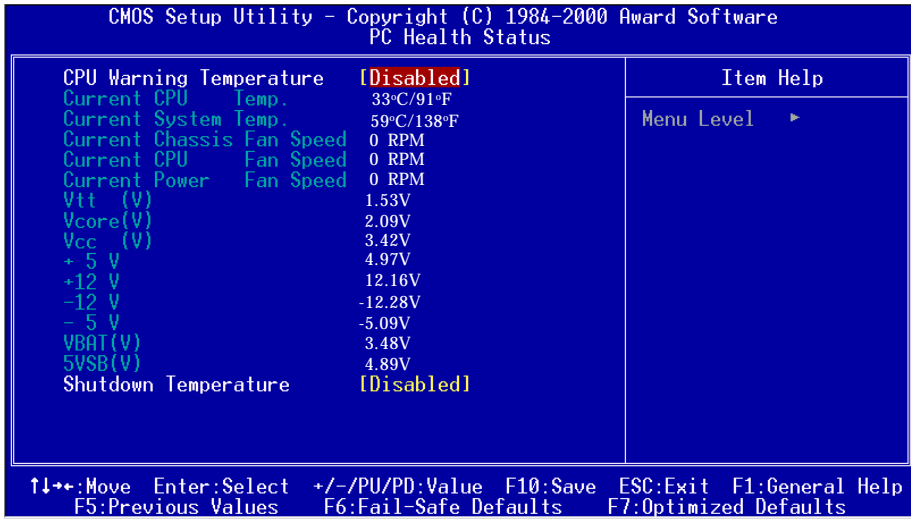 CMOS Setup Utility - Copyright (C) 1984-2000 Award Software
PC Health Status
CPU Warning Temperature [Disabled]
Current CPU Temp. 33°C/91°F
Current System Temp. 59°C/138°F
Current Chassis Fan Speed 0 RPM
Current CPU Fan Speed 0 RPM
Current Power Fan Speed 0 RPM
Vtt (V) 1.53V
Vcore(V) 2.09V
Vcc (V) 3.42V
+ 5 V 4.97V
+12 V 12.16V
-12 V -12.28V
- 5 V -5.09V
VBAT(V) 3.48V
5VSB(V) 4.89V
Shutdown Temperature [Disabled]
Item Help
Menu Level ►
↑↓→←:Move Enter:Select +/-/PU/PD:Value F10:Save ESC:Exit F1:General Help
F5:Previous Values F6:Fail-Safe Defaults F7:Optimized Defaults